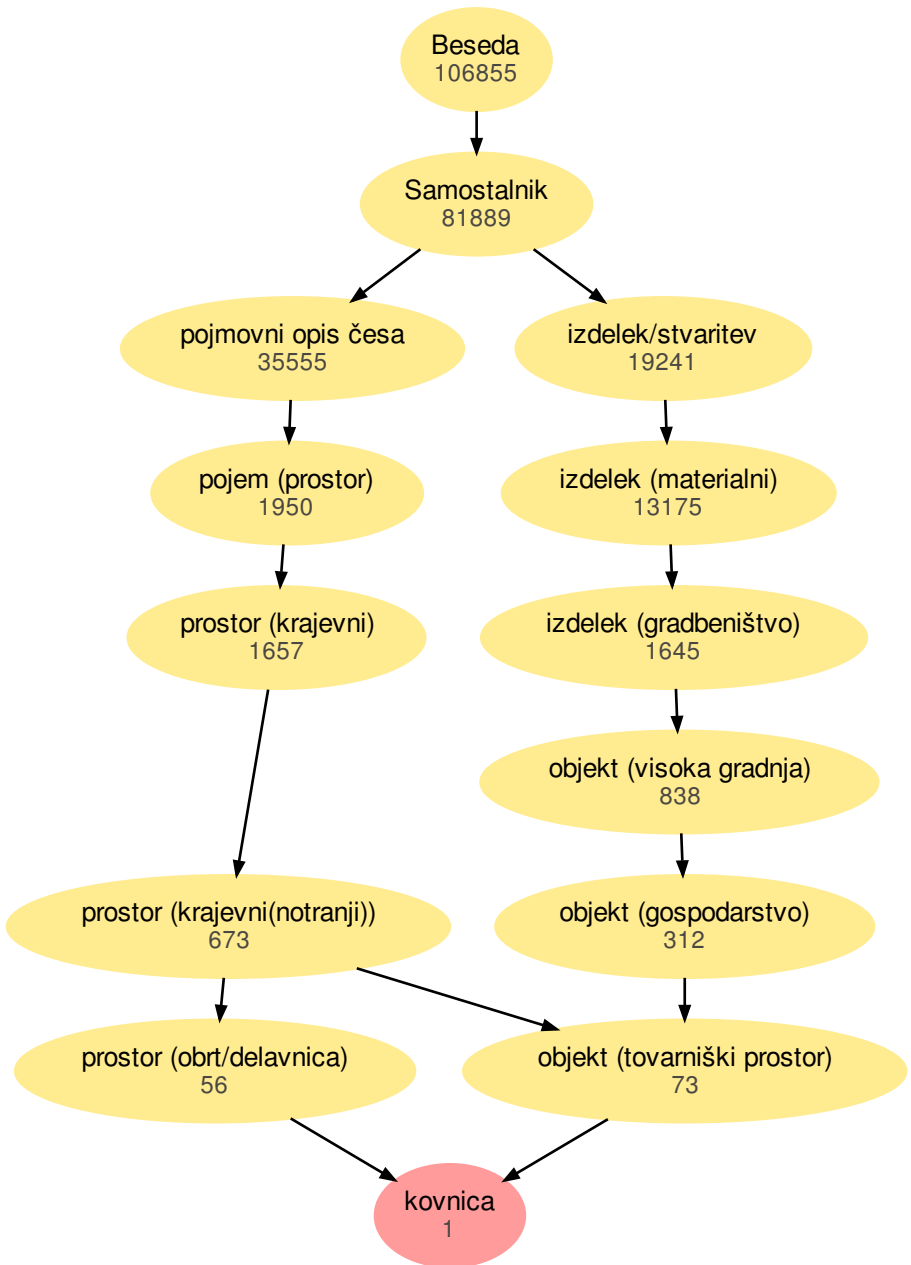 Beseda
106855
Samostalnik
81889
pojmovni opis česa
35555
izdelek/stvaritev
19241
pojem (prostor)
1950
izdelek (materialni)
13175
prostor (krajevni)
1657
izdelek (gradbeništvo)
1645
objekt (visoka gradnja)
838
prostor (krajevni(notranji))
673
objekt (gospodarstvo)
312
prostor (obrt/delavnica)
56
objekt (tovarniški prostor)
73
kovnica
1